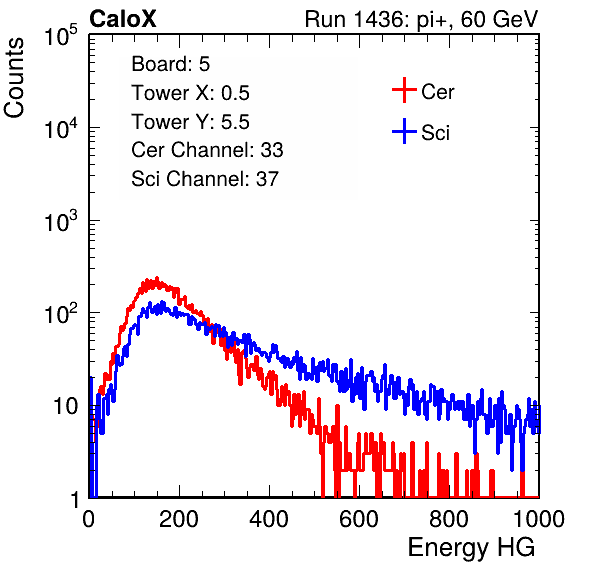 CaloX Run 1436: pi+, 60 GeV
Board: 5
Tower X: 0.5
Tower Y: 5.5
Cer Channel: 33
Sci Channel: 37
Cer
Sci
Counts
10^5
10^4
10^3
10^2
10
1
0 200 400 600 800 1000
Energy HG